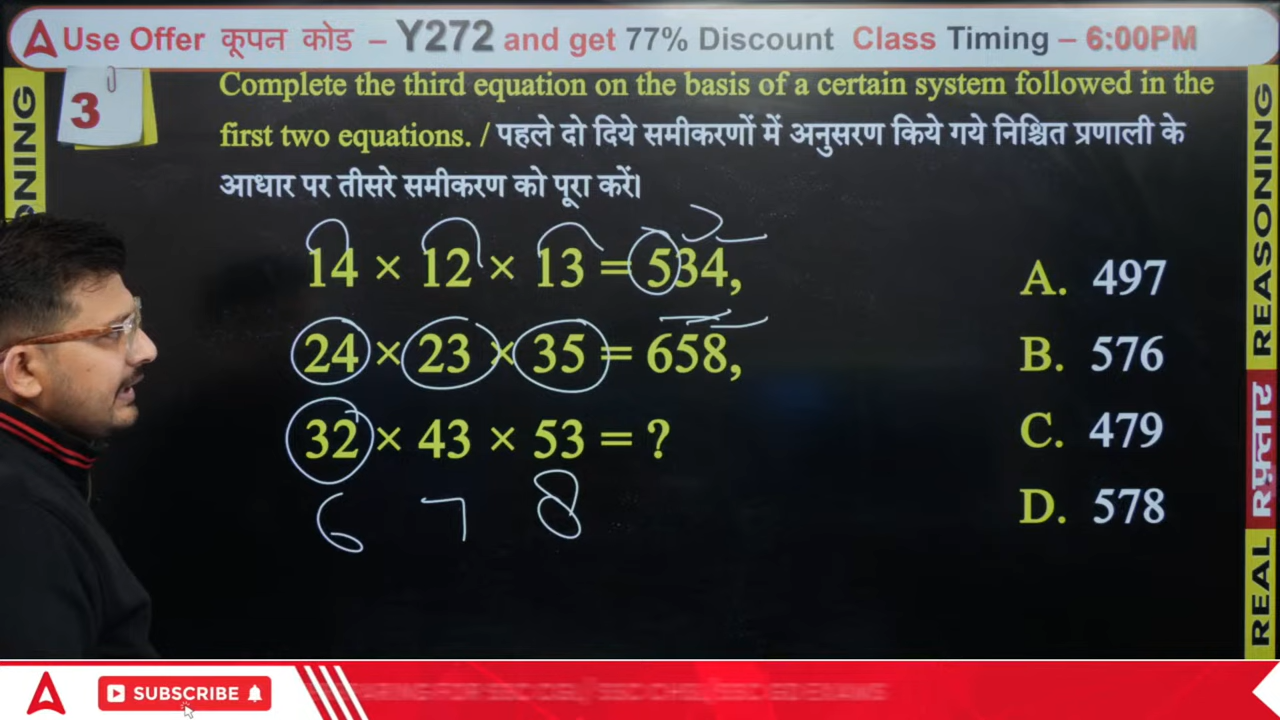 Use Offer कूपन कोड – Y272 and get 77% Discount Class Timing – 6:00PM
3
Complete the third equation on the basis of a certain system followed in the
first two equations. / पहले दो दिये समीकरणों में अनुसरण किये गये निश्चित प्रणाली के
आधार पर तीसरे समीकरण को पूरा करें।
14 × 12 × 13 = 534,
24 × 23 × 35 = 658,
32 × 43 × 53 = ?
6 7 8
A. 497
B. 576
C. 479
D. 578
REAL रफ़्तार REASONING
SUBSCRIBE